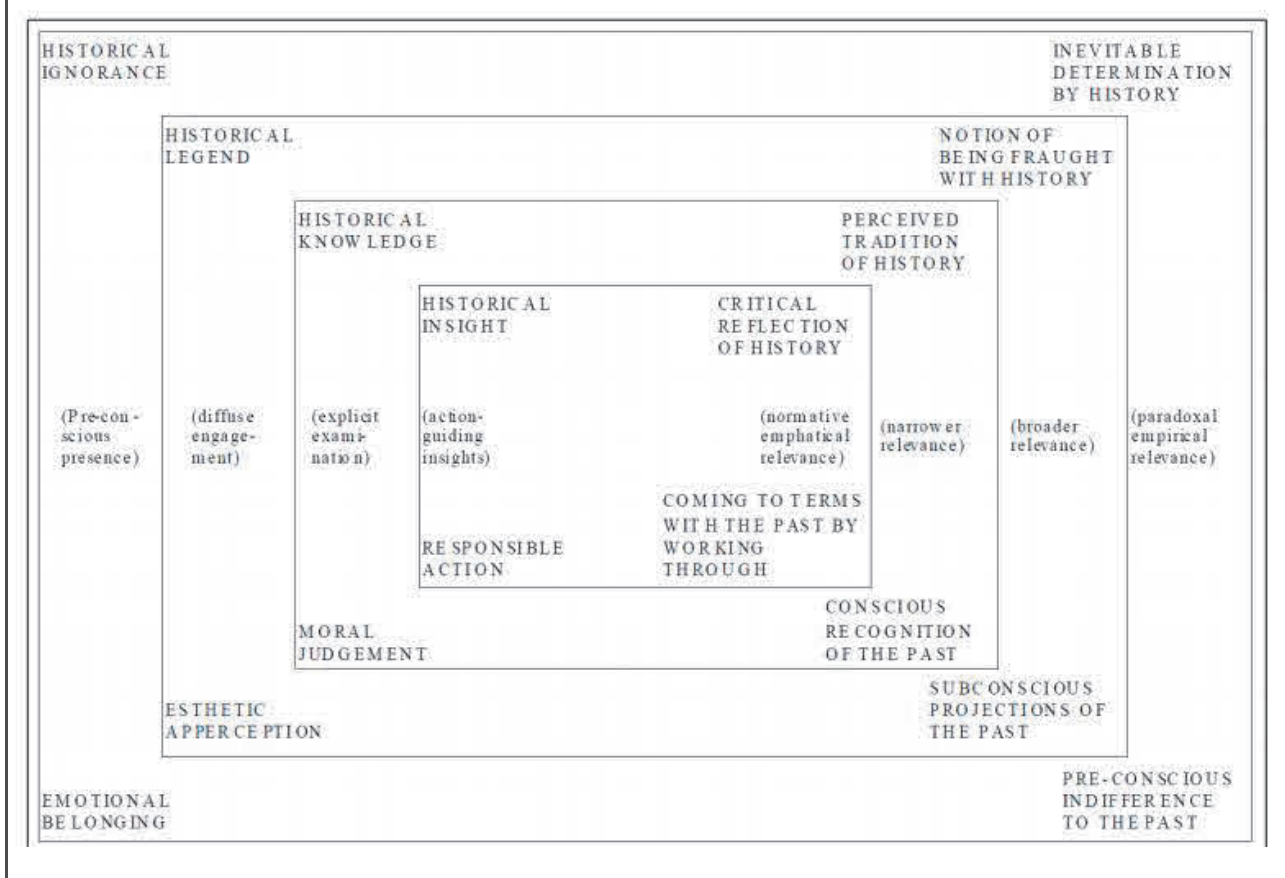 HISTORICAL
IGNORANCE
INEVITABLE
DETERMINATION
BY HISTORY
HISTORICAL
LEGEND
NOTION OF
BEING FRAUGHT
WITH HISTORY
HISTORICAL
KNOWLEDGE
PERCEIVED
TRADITION
OF HISTORY
HISTORICAL
INSIGHT
CRITICAL
REFLECTION
OF HISTORY
(Pre-con-
scious
presence)
(diffuse
engage-
ment)
(explicit
exami-
nation)
(action-
guiding
insights)
(normative
emphatical
relevance)
(narrower
relevance)
(broader
relevance)
(paradoxal
empirical
relevance)
RESPONSIBLE
ACTION
COMING TO TERMS
WITH THE PAST BY
WORKING
THROUGH
MORAL
JUDGEMENT
CONSCIOUS
RECOGNITION
OF THE PAST
ESTHETIC
APPERCEPTION
SUBCONSCIOUS
PROJECTIONS OF
THE PAST
EMOTIONAL
BELONGING
PRE-CONSCIOUS
INDIFFERENCE
TO THE PAST